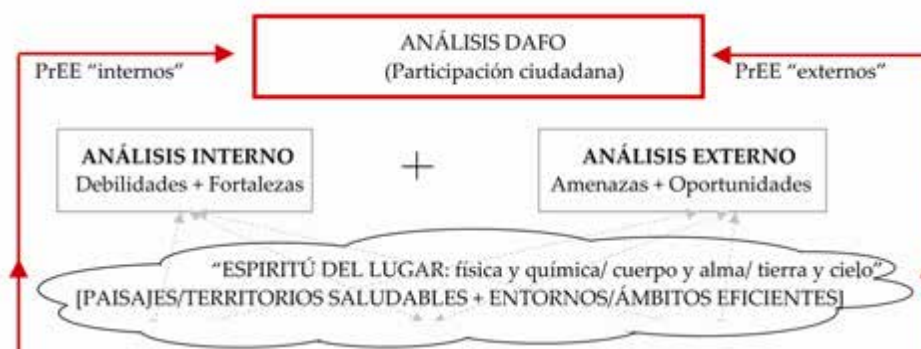 ANÁLISIS DAFO
(Participación ciudadana)
PrEE “internos”
PrEE “externos”
ANÁLISIS INTERNO
Debilidades + Fortalezas
+
ANÁLISIS EXTERNO
Amenazas + Oportunidades
“ESPIRITÚ DEL LUGAR: física y química/ cuerpo y alma/ tierra y cielo”
[PAISAJES/TERRITORIOS SALUDABLES + ENTORNOS/ÁMBITOS EFICIENTES]